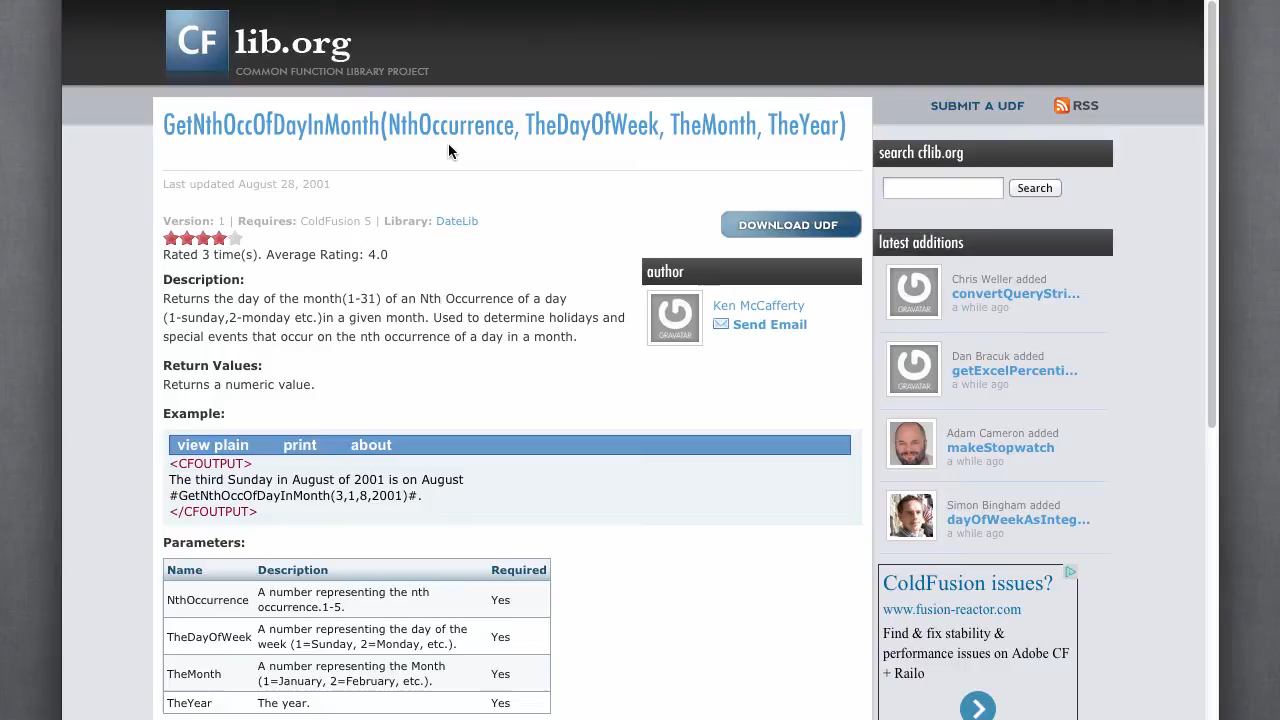 CF lib.org
COMMON FUNCTION LIBRARY PROJECT
SUBMIT A UDF
RSS
GetNthOccOfDayInMonth(NthOccurrence, TheDayOfWeek, TheMonth, TheYear)
Last updated August 28, 2001
Version: 1 | Requires: ColdFusion 5 | Library: DateLib
DOWNLOAD UDF
Rated 3 time(s). Average Rating: 4.0
Description:
Returns the day of the month(1-31) of an Nth Occurrence of a day
(1-sunday,2-monday etc.)in a given month. Used to determine holidays and
special events that occur on the nth occurrence of a day in a month.
author
GRAVATAR
Ken McCafferty
Send Email
Return Values:
Returns a numeric value.
Example:
view plain print about
<CFOUTPUT>
The third Sunday in August of 2001 is on August
#GetNthOccOfDayInMonth(3,1,8,2001)#.
</CFOUTPUT>
Parameters:
Name Description Required
NthOccurrence A number representing the nth
occurrence.1-5. Yes
TheDayOfWeek A number representing the day of the
week (1=Sunday, 2=Monday, etc.). Yes
TheMonth A number representing the Month
(1=January, 2=February, etc.). Yes
TheYear The year. Yes
search cflib.org
Search
latest additions
GRAVATAR
Chris Weller added
convertQueryStri...
a while ago
GRAVATAR
Dan Bracuk added
getExcelPercenti...
a while ago
Adam Cameron added
makeStopwatch
a while ago
Simon Bingham added
dayOfWeekAsInteg...
a while ago
ColdFusion issues?
www.fusion-reactor.com
Find & fix stability &
performance issues on Adobe CF
+ Railo